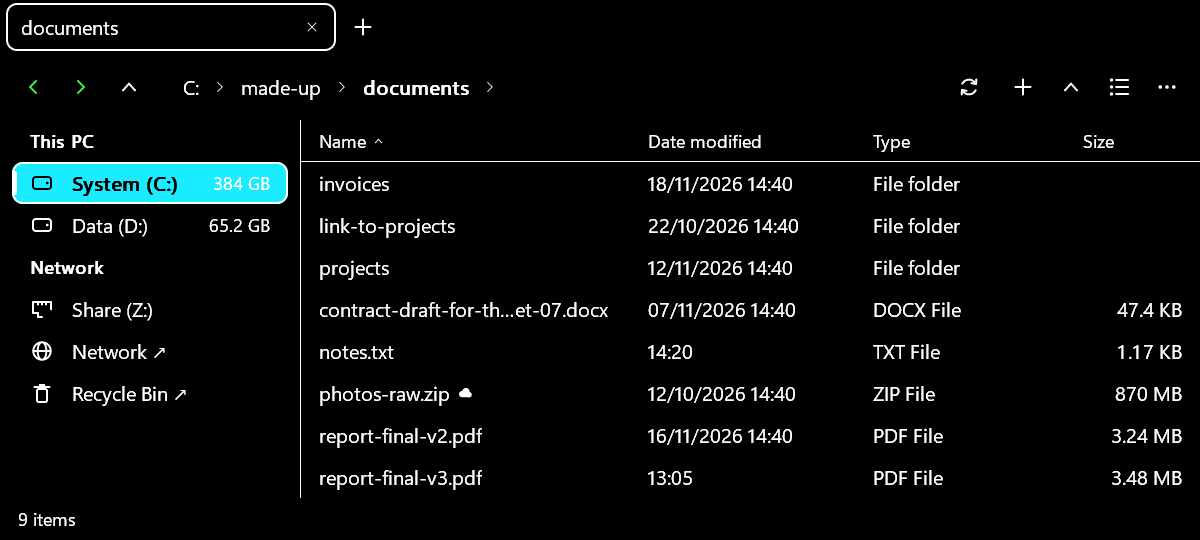 documents
C: made-up documents
This PC
System (C:) 384 GB
Data (D:) 65.2 GB
Network
Share (Z:)
Network
Recycle Bin
Name Date modified Type Size
invoices 18/11/2026 14:40 File folder
link-to-projects 22/10/2026 14:40 File folder
projects 12/11/2026 14:40 File folder
contract-draft-for-th...et-07.docx 07/11/2026 14:40 DOCX File 47.4 KB
notes.txt 14:20 TXT File 1.17 KB
photos-raw.zip 12/10/2026 14:40 ZIP File 870 MB
report-final-v2.pdf 16/11/2026 14:40 PDF File 3.24 MB
report-final-v3.pdf 13:05 PDF File 3.48 MB
9 items